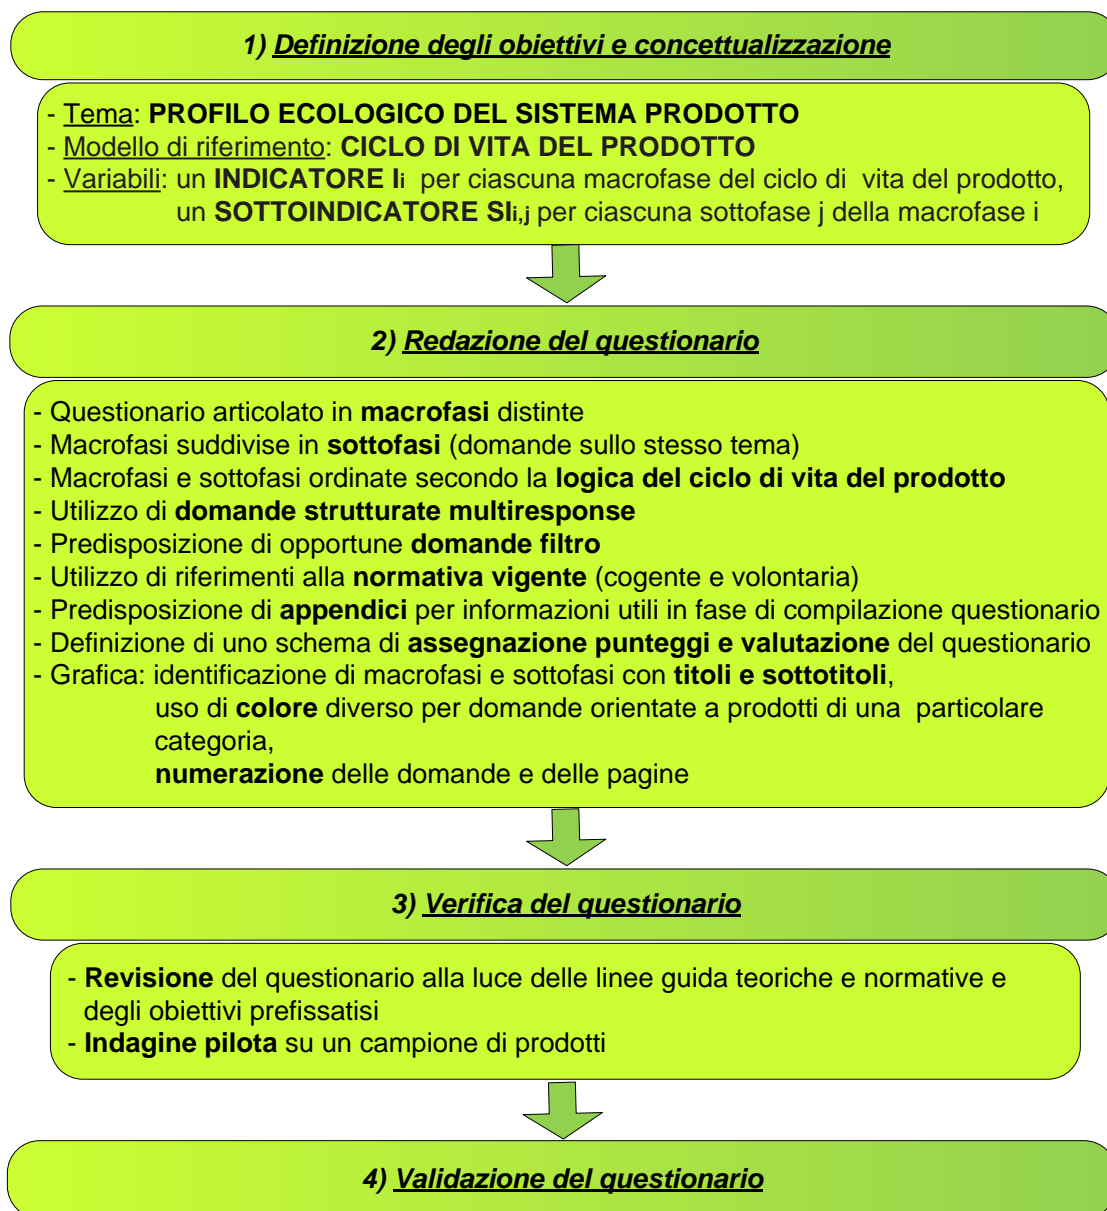 1) Definizione degli obiettivi e concettualizzazione
- Tema: PROFILO ECOLOGICO DEL SISTEMA PRODOTTO
- Modello di riferimento: CICLO DI VITA DEL PRODOTTO
- Variabili: un INDICATORE Ii per ciascuna macrofase del ciclo di vita del prodotto,
un SOTTOINDICATORE SIi,j per ciascuna sottofase j della macrofase i
2) Redazione del questionario
- Questionario articolato in macrofasi distinte
- Macrofasi suddivise in sottofasi (domande sullo stesso tema)
- Macrofasi e sottofasi ordinate secondo la logica del ciclo di vita del prodotto
- Utilizzo di domande strutturate multiresponse
- Predisposizione di opportune domande filtro
- Utilizzo di riferimenti alla normativa vigente (cogente e volontaria)
- Predisposizione di appendici per informazioni utili in fase di compilazione questionario
- Definizione di uno schema di assegnazione punteggi e valutazione del questionario
- Grafica: identificazione di macrofasi e sottofasi con titoli e sottotitoli,
uso di colore diverso per domande orientate a prodotti di una particolare
categoria,
numerazione delle domande e delle pagine
3) Verifica del questionario
- Revisione del questionario alla luce delle linee guida teoriche e normative e
degli obiettivi prefissatisi
- Indagine pilota su un campione di prodotti
4) Validazione del questionario